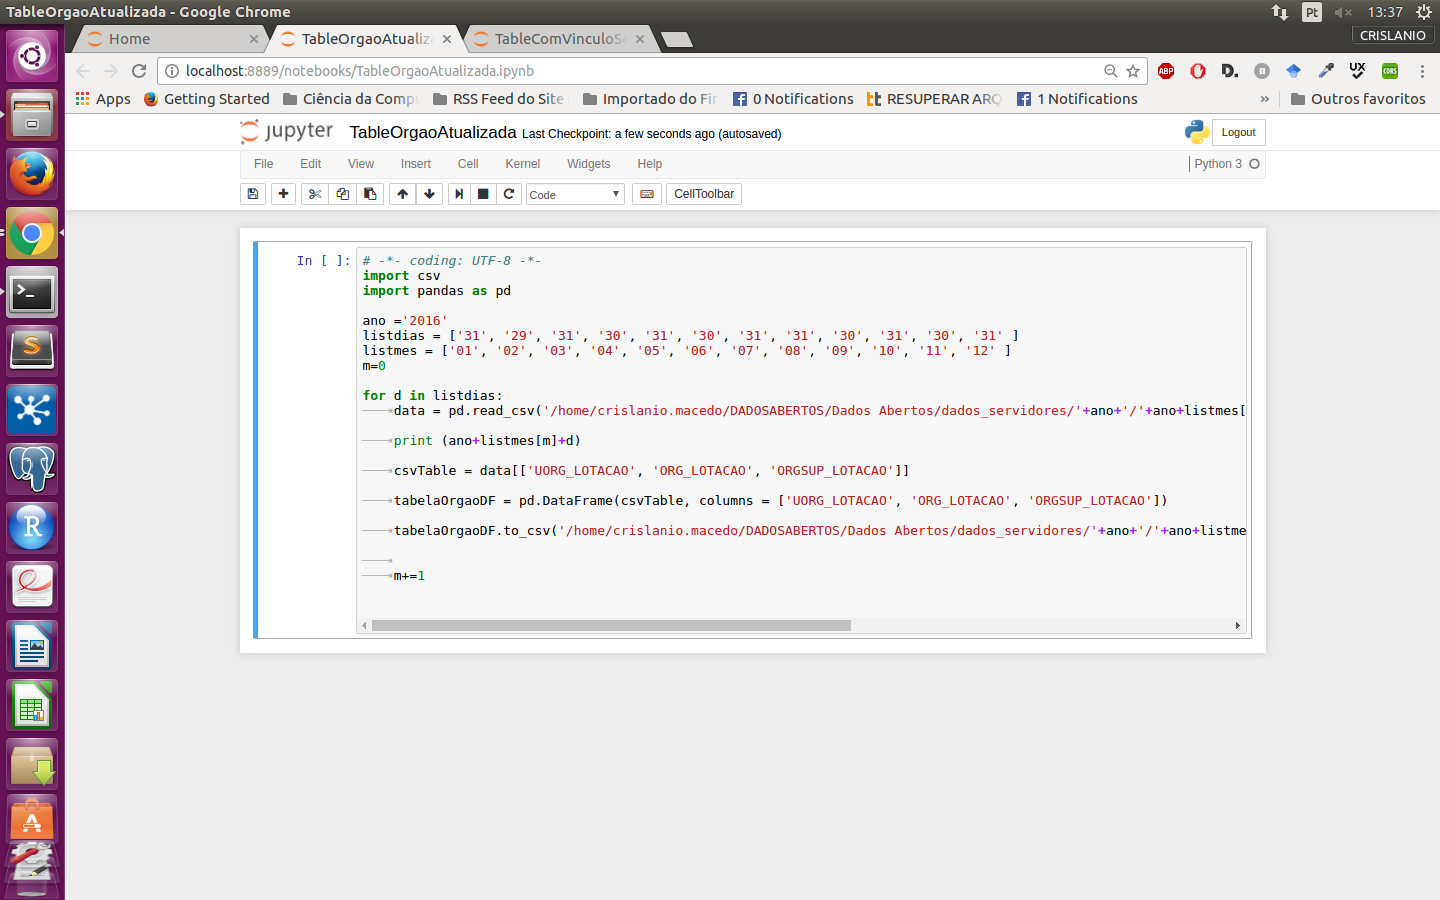 TableOrgaoAtualizada - Google Chrome
Pt
13:37
Home
TableOrgaoAtualiz
TableComVinculoS
CRISLANIO
localhost:8889/notebooks/TableOrgaoAtualizada.ipynb
ABP
D.
UX
CORS
Apps
Getting Started
Ciência da Comp
RSS Feed do Site
Importado do Fir
0 Notifications
RESUPERAR ARQ
1 Notifications
»
Outros favoritos
jupyter
TableOrgaoAtualizada Last Checkpoint: a few seconds ago (autosaved)
Logout
File Edit View Insert Cell Kernel Widgets Help
Python 3
Code
CellToolbar
In [ ]:
# -*- coding: UTF-8 -*-
import csv
import pandas as pd
ano ='2016'
listdias = ['31', '29', '31', '30', '31', '30','31', '31', '30', '31', '30','31' ]
listmes = ['01', '02', '03', '04', '05', '06', '07', '08', '09', '10', '11', '12' ]
m=0
for d in listdias:
data = pd.read_csv('/home/crislanio.macedo/DADOSABERTOS/Dados Abertos/dados_servidores/'+ano+'/'+ano+listmes[
print (ano+listmes[m]+d)
csvTable = data[['UORG_LOTACAO', 'ORG_LOTACAO', 'ORGSUP_LOTACAO']]
tabelaOrgaoDF = pd.DataFrame(csvTable, columns = ['UORG_LOTACAO', 'ORG_LOTACAO', 'ORGSUP_LOTACAO'])
tabelaOrgaoDF.to_csv('/home/crislanio.macedo/DADOSABERTOS/Dados Abertos/dados_servidores/'+ano+'/'+ano+listme
m+=1